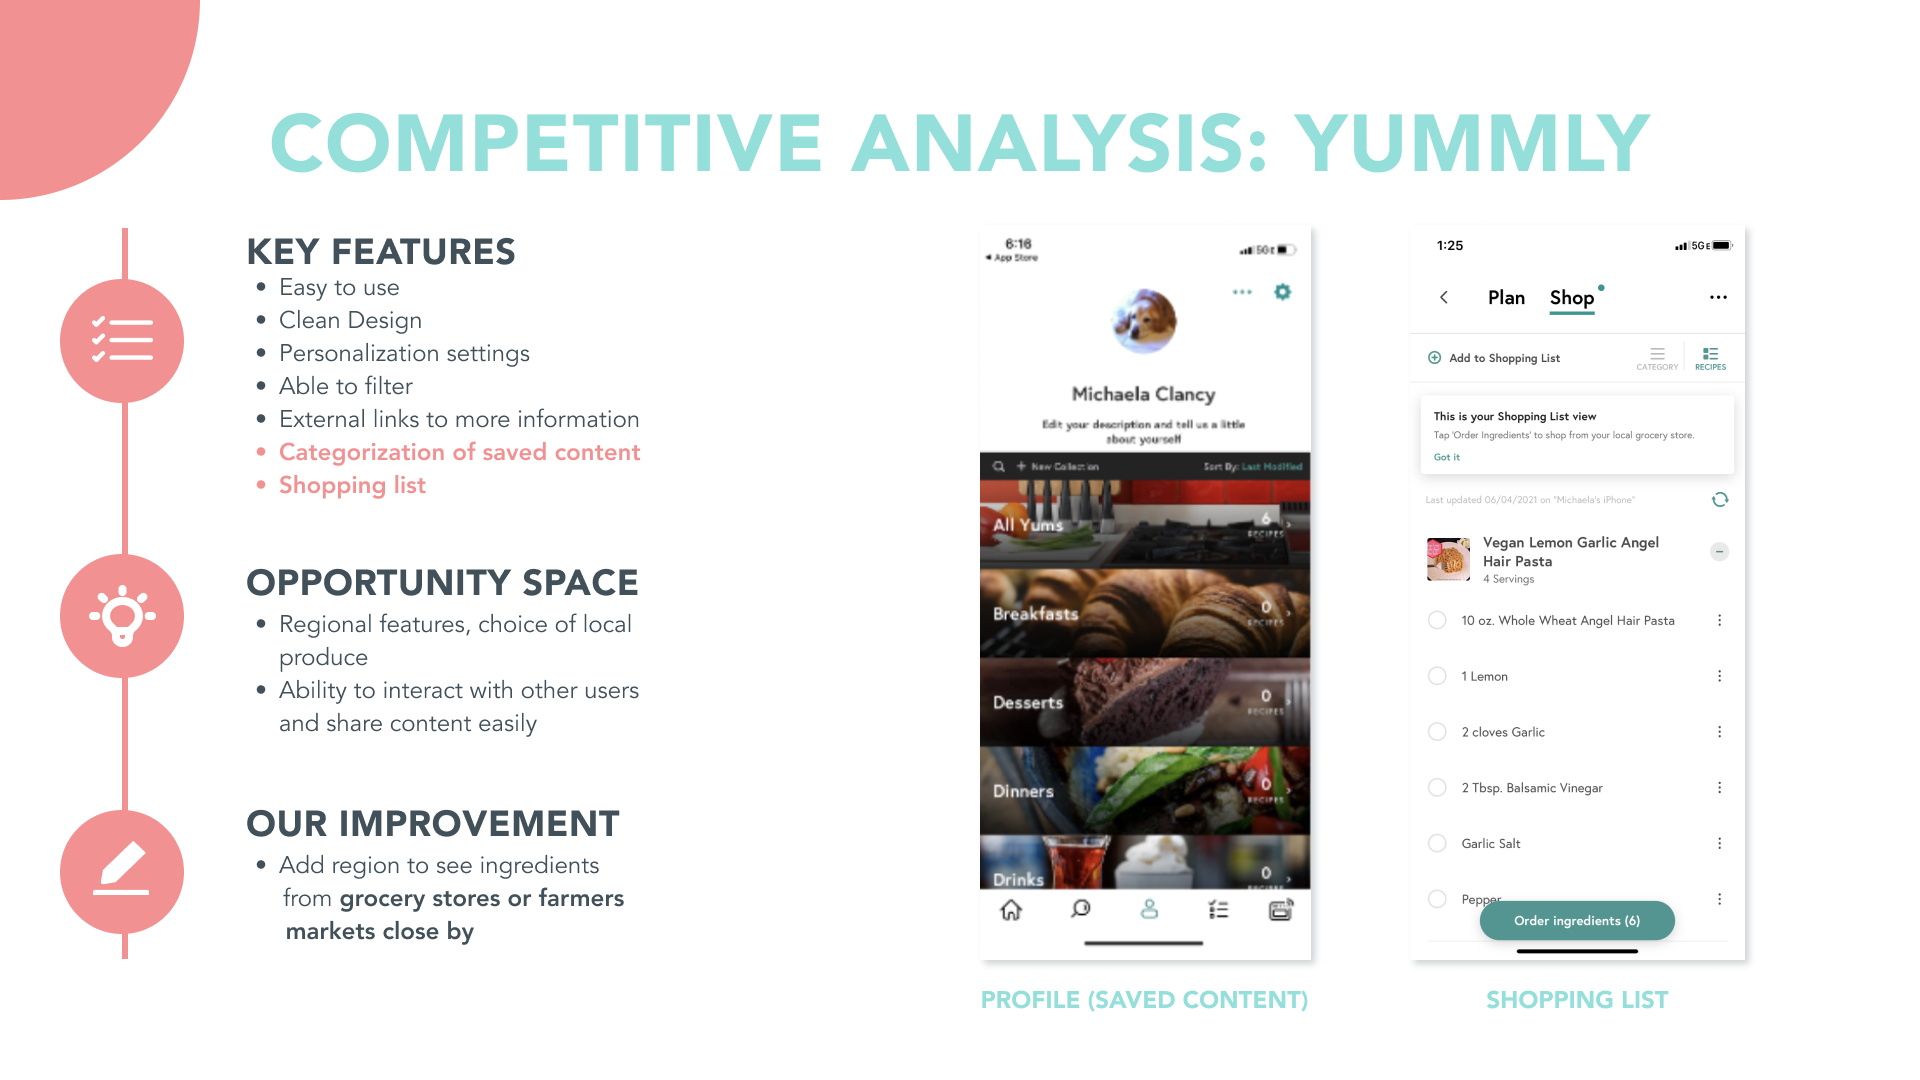 COMPETITIVE ANALYSIS: YUMMLY
KEY FEATURES
• Easy to use
• Clean Design
• Personalization settings
• Able to filter
• External links to more information
• Categorization of saved content
• Shopping list
OPPORTUNITY SPACE
• Regional features, choice of local
produce
• Ability to interact with other users
and share content easily
OUR IMPROVEMENT
• Add region to see ingredients
from grocery stores or farmers
markets close by
6:16
App Store
5GE
Michaela Clancy
Edit your description and tell us a little
about yourself
+ New Collection Sort By: Last Modified
All Yums 6
RECIPES
Breakfasts 0
RECIPES
Desserts 0
RECIPES
Dinners 0
RECIPES
Drinks 0
PROFILE (SAVED CONTENT)
1:25 5GE
Plan Shop
Add to Shopping List
CATEGORY RECIPES
This is your Shopping List view
Tap 'Order Ingredients' to shop from your local grocery store.
Got it
Last updated 06/04/2021 on "Michaela's iPhone"
Vegan Lemon Garlic Angel
Hair Pasta
4 Servings
10 oz. Whole Wheat Angel Hair Pasta
1 Lemon
2 cloves Garlic
2 Tbsp. Balsamic Vinegar
Garlic Salt
Pepper
Order ingredients (6)
SHOPPING LIST